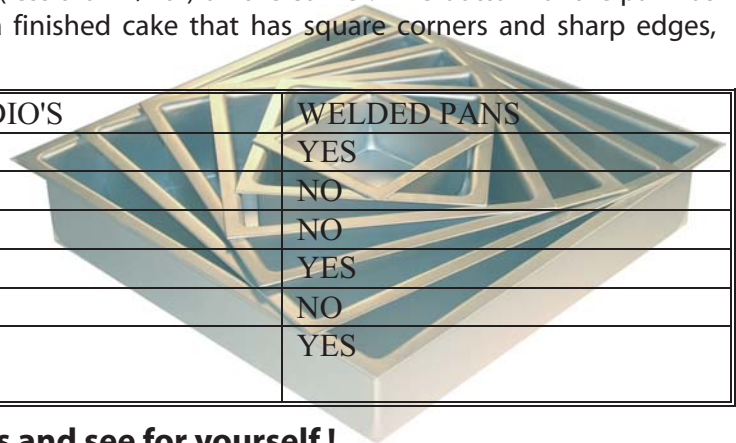 finished cake that has square corners and sharp edges,
DIO'S WELDED PANS
YES
NO
NO
YES
NO
YES
s and see for yourself !